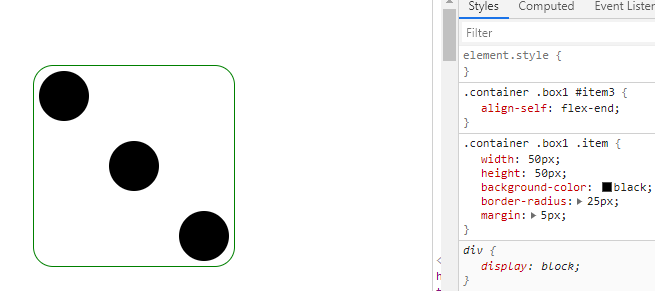 Styles Computed Event Listen
Filter
element.style {
}
.container .box1 #item3 {
align-self: flex-end;
}
.container .box1 .item {
width: 50px;
height: 50px;
background-color: black;
border-radius: 25px;
margin: 5px;
}
div {
display: block;
}
<
h